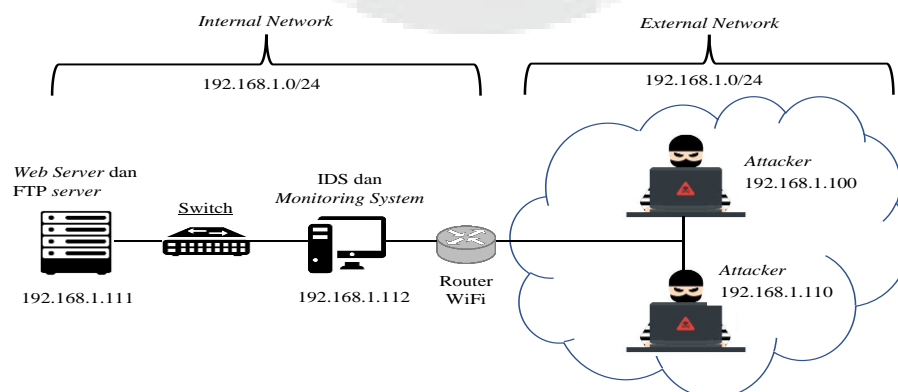 Internal Network
192.168.1.0/24
External Network
192.168.1.0/24
Web Server dan
FTP server
192.168.1.111
Switch
IDS dan
Monitoring System
192.168.1.112
Router
WiFi
Attacker
192.168.1.100
Attacker
192.168.1.110